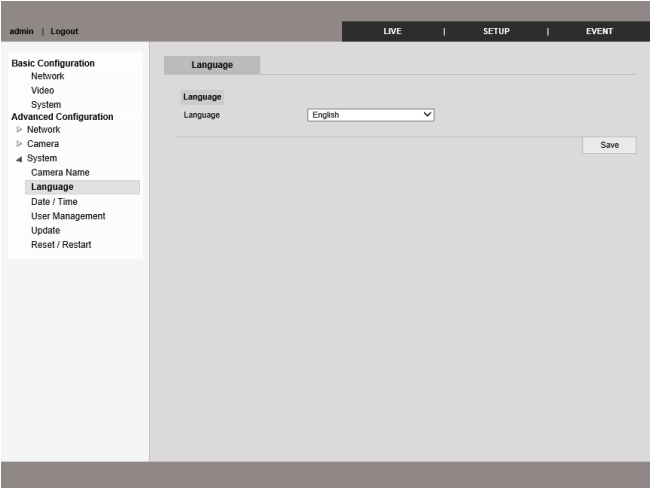 admin | Logout
LIVE | SETUP | EVENT
Basic Configuration
Network
Video
System
Advanced Configuration
Network
Camera
System
Camera Name
Language
Date / Time
User Management
Update
Reset / Restart
Language
Language
Language English
Save